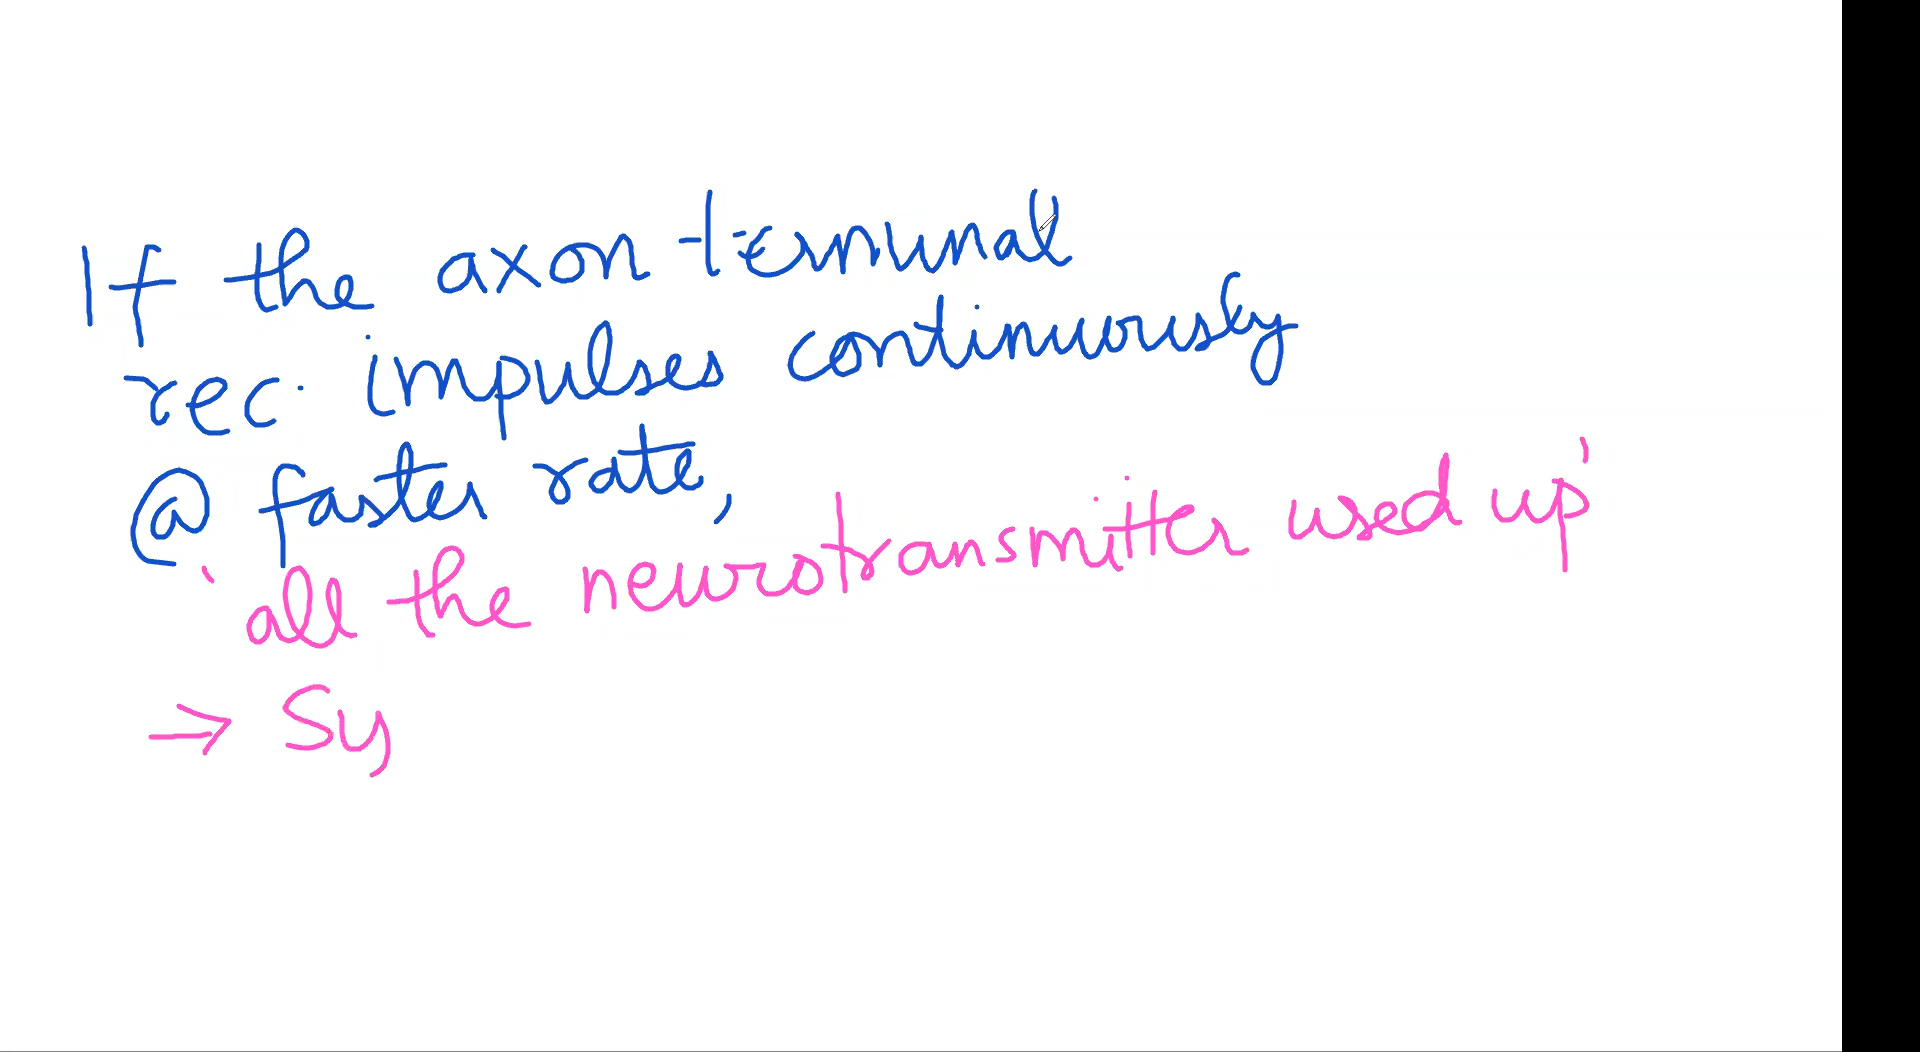 If the axon terminal
rec. impulses continuously
@ faster rate,
'all the neurotransmitter used up'
→ Sy